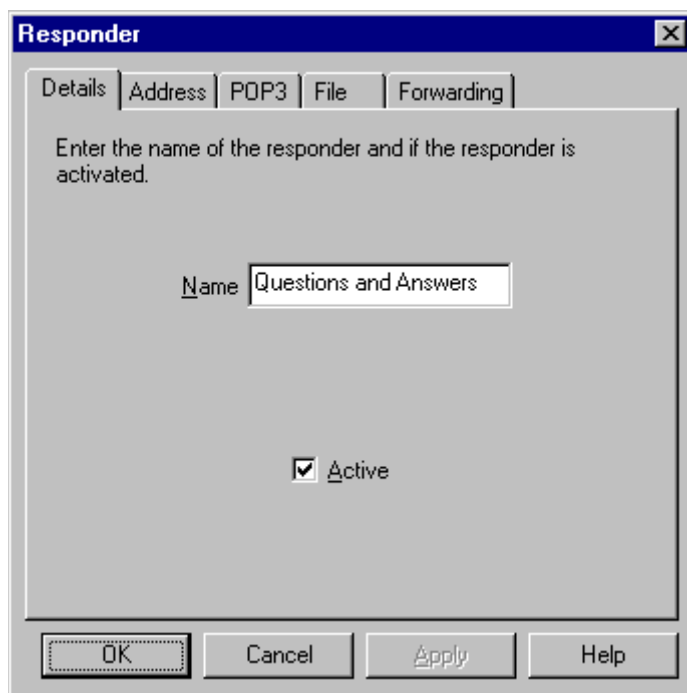 Responder
Details Address POP3 File Forwarding
Enter the name of the responder and if the responder is
activated.
Name Questions and Answers
Active
OK Cancel Apply Help